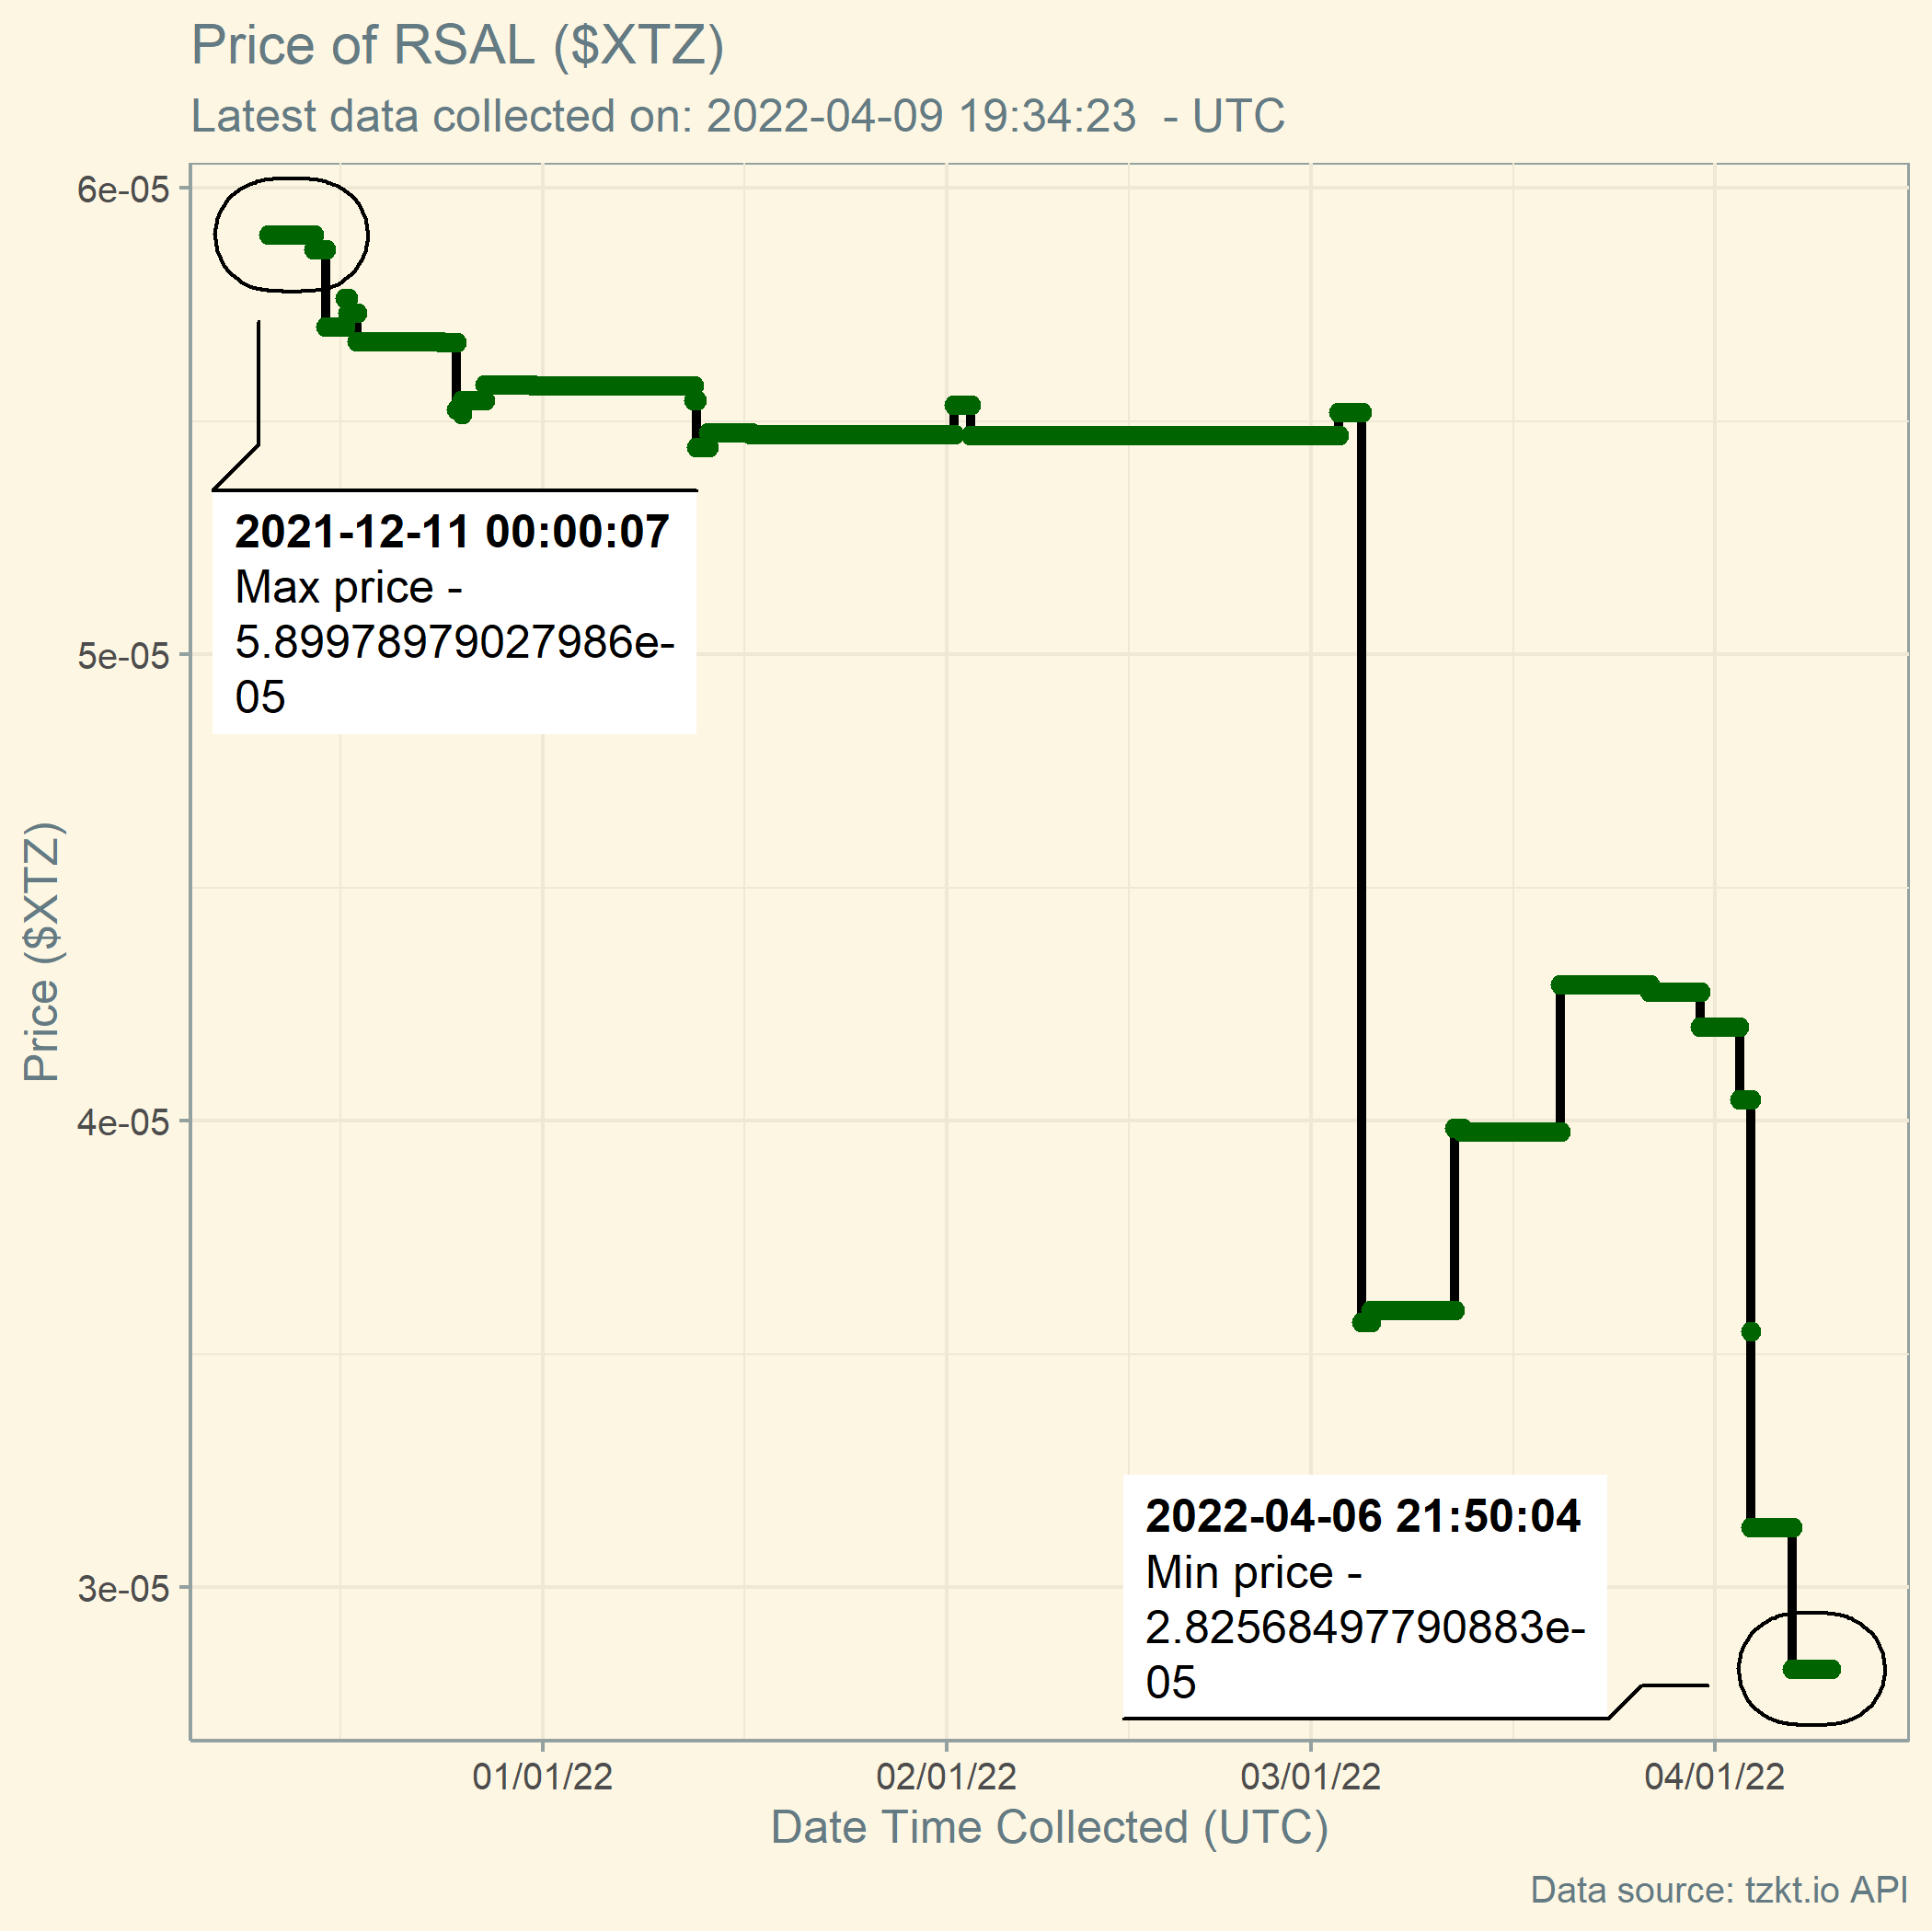 Price of RSAL ($XTZ)
Latest data collected on: 2022-04-09 19:34:23  - UTC
6e-05
5e-05
4e-05
3e-05
Price ($XTZ)
2021-12-11 00:00:07
Max price -
5.89978979027986e-
05
2022-04-06 21:50:04
Min price -
2.82568497790883e-
05
01/01/22
02/01/22
03/01/22
04/01/22
Date Time Collected (UTC)
Data source: tzkt.io API